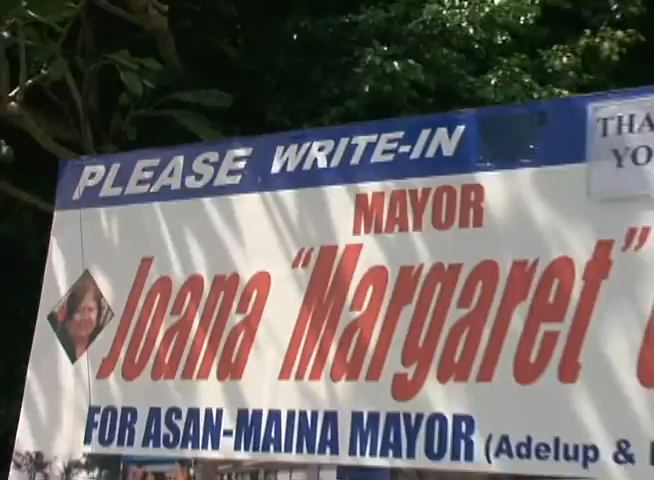 PLEASE WRITE-IN
THA
YO
MAYOR
Joana "Margaret"
FOR ASAN-MAINA MAYOR (Adelup &